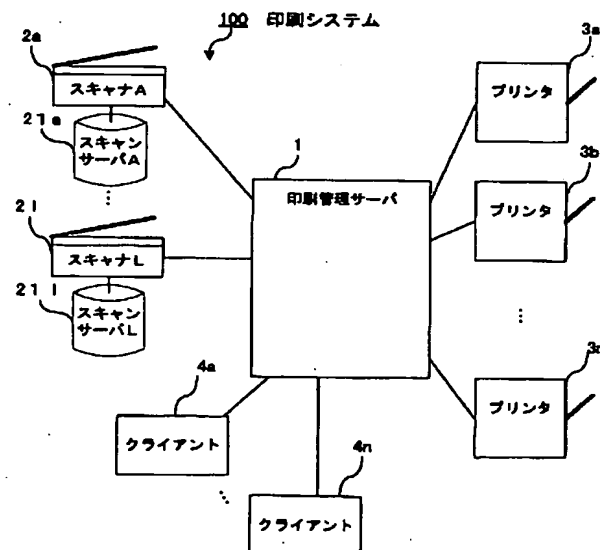 100 印刷システム
2a
スキャナA
21a
スキャン
サーバA
2l
スキャナL
21l
スキャン
サーバL
1
印刷管理サーバ
3a
プリンタ
3b
プリンタ
プリンタ
4a
クライアント
4n
クライアント